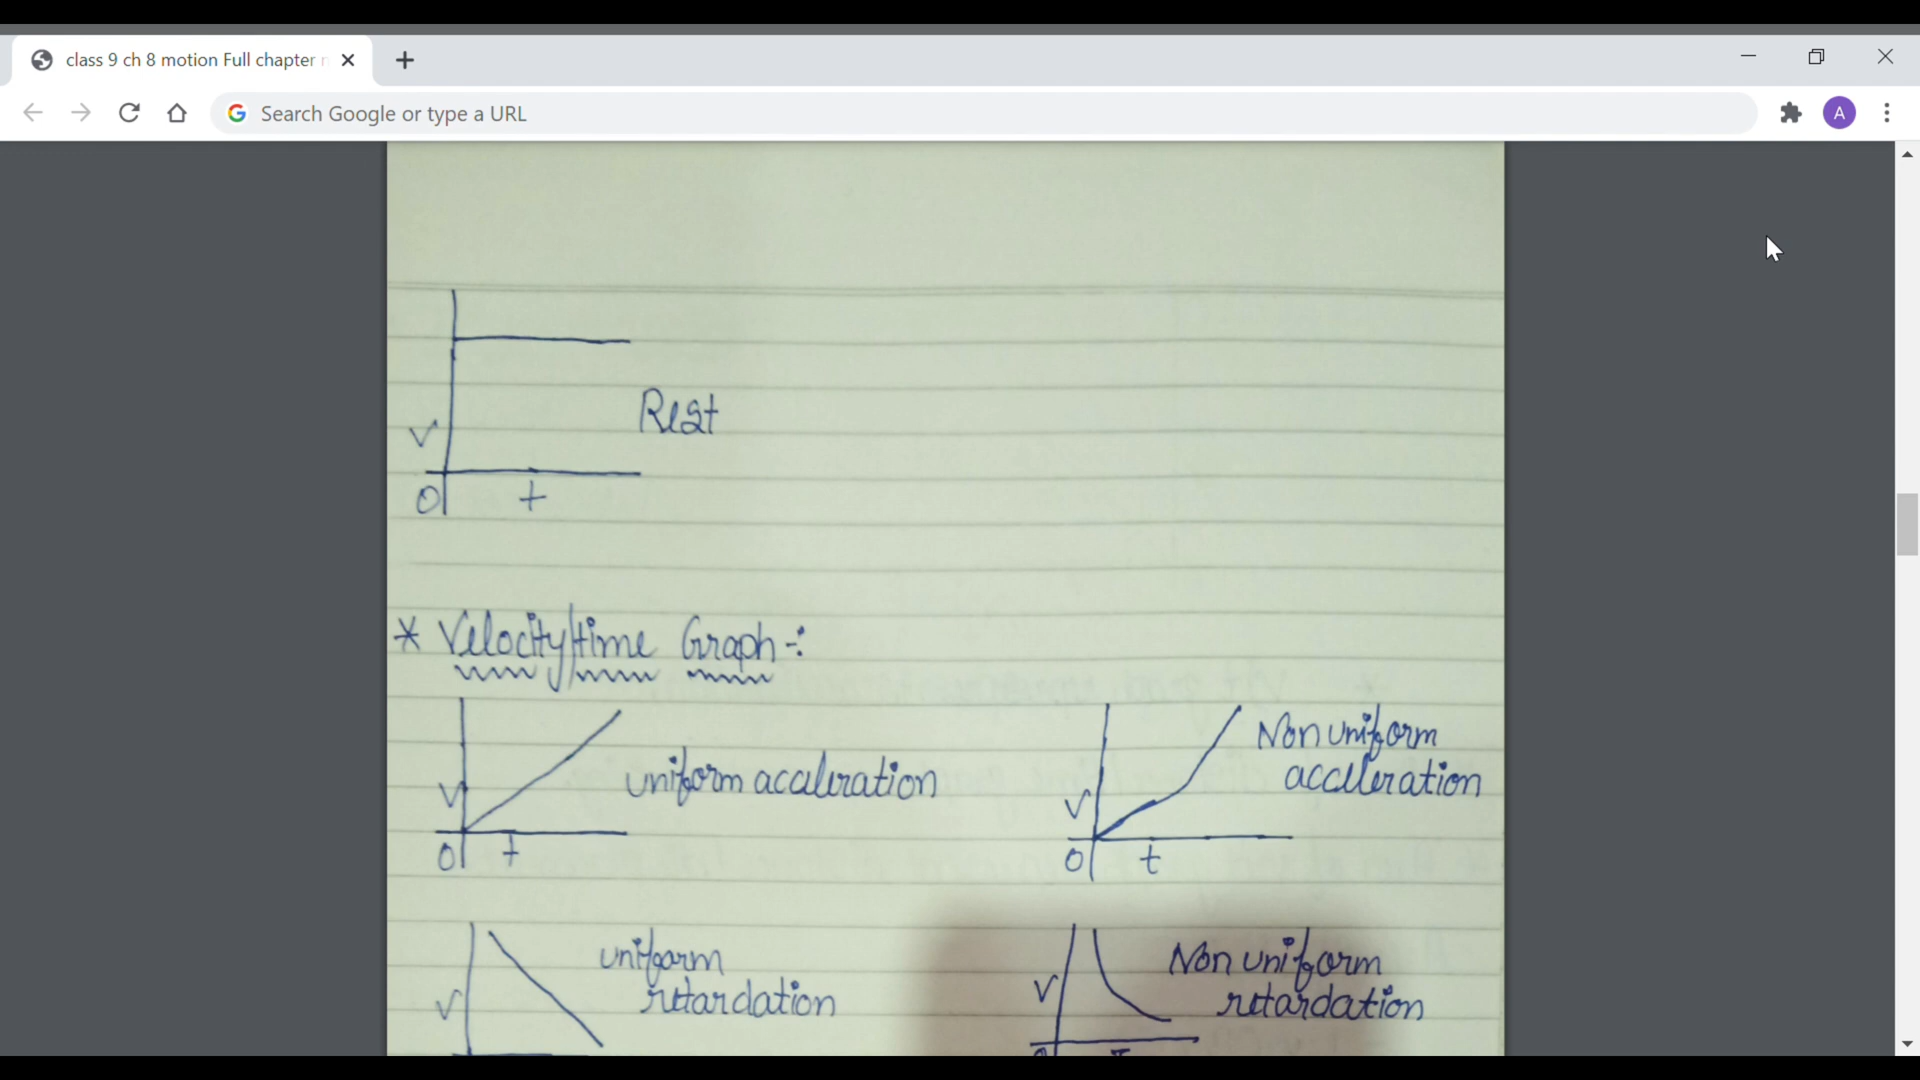 class 9 ch 8 motion Full chapter
Search Google or type a URL
A
V
Rest
O t
* Velocity/time Graph -:
V
uniform accaleration
O t
Non uniform
acceleration
V
O t
uniform
retardation
V
Non uniform
retardation
V